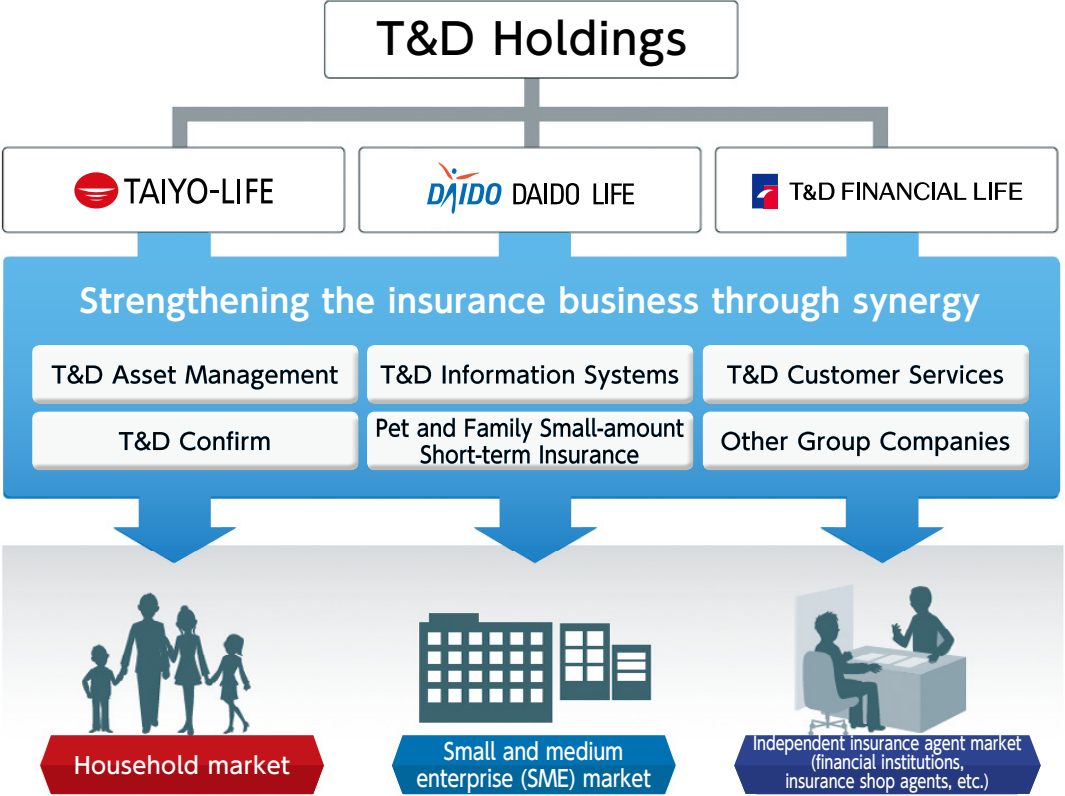 T&D Holdings
TAIYO-LIFE
DAIDO DAIDO LIFE
T&D FINANCIAL LIFE
Strengthening the insurance business through synergy
T&D Asset Management
T&D Information Systems
T&D Customer Services
T&D Confirm
Pet and Family Small-amount
Short-term Insurance
Other Group Companies
Household market
Small and medium
enterprise (SME) market
Independent insurance agent market
(financial institutions,
insurance shop agents, etc.)